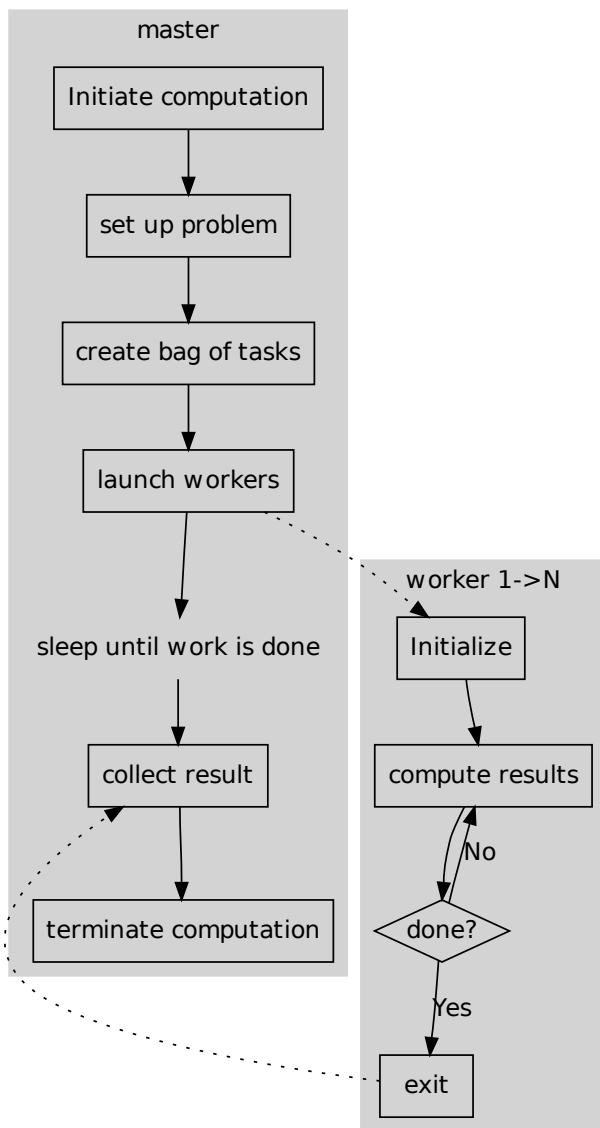 master
Initiate computation
set up problem
create bag of tasks
launch workers
sleep until work is done
collect result
terminate computation
worker 1->N
Initialize
compute results
No
done?
Yes
exit